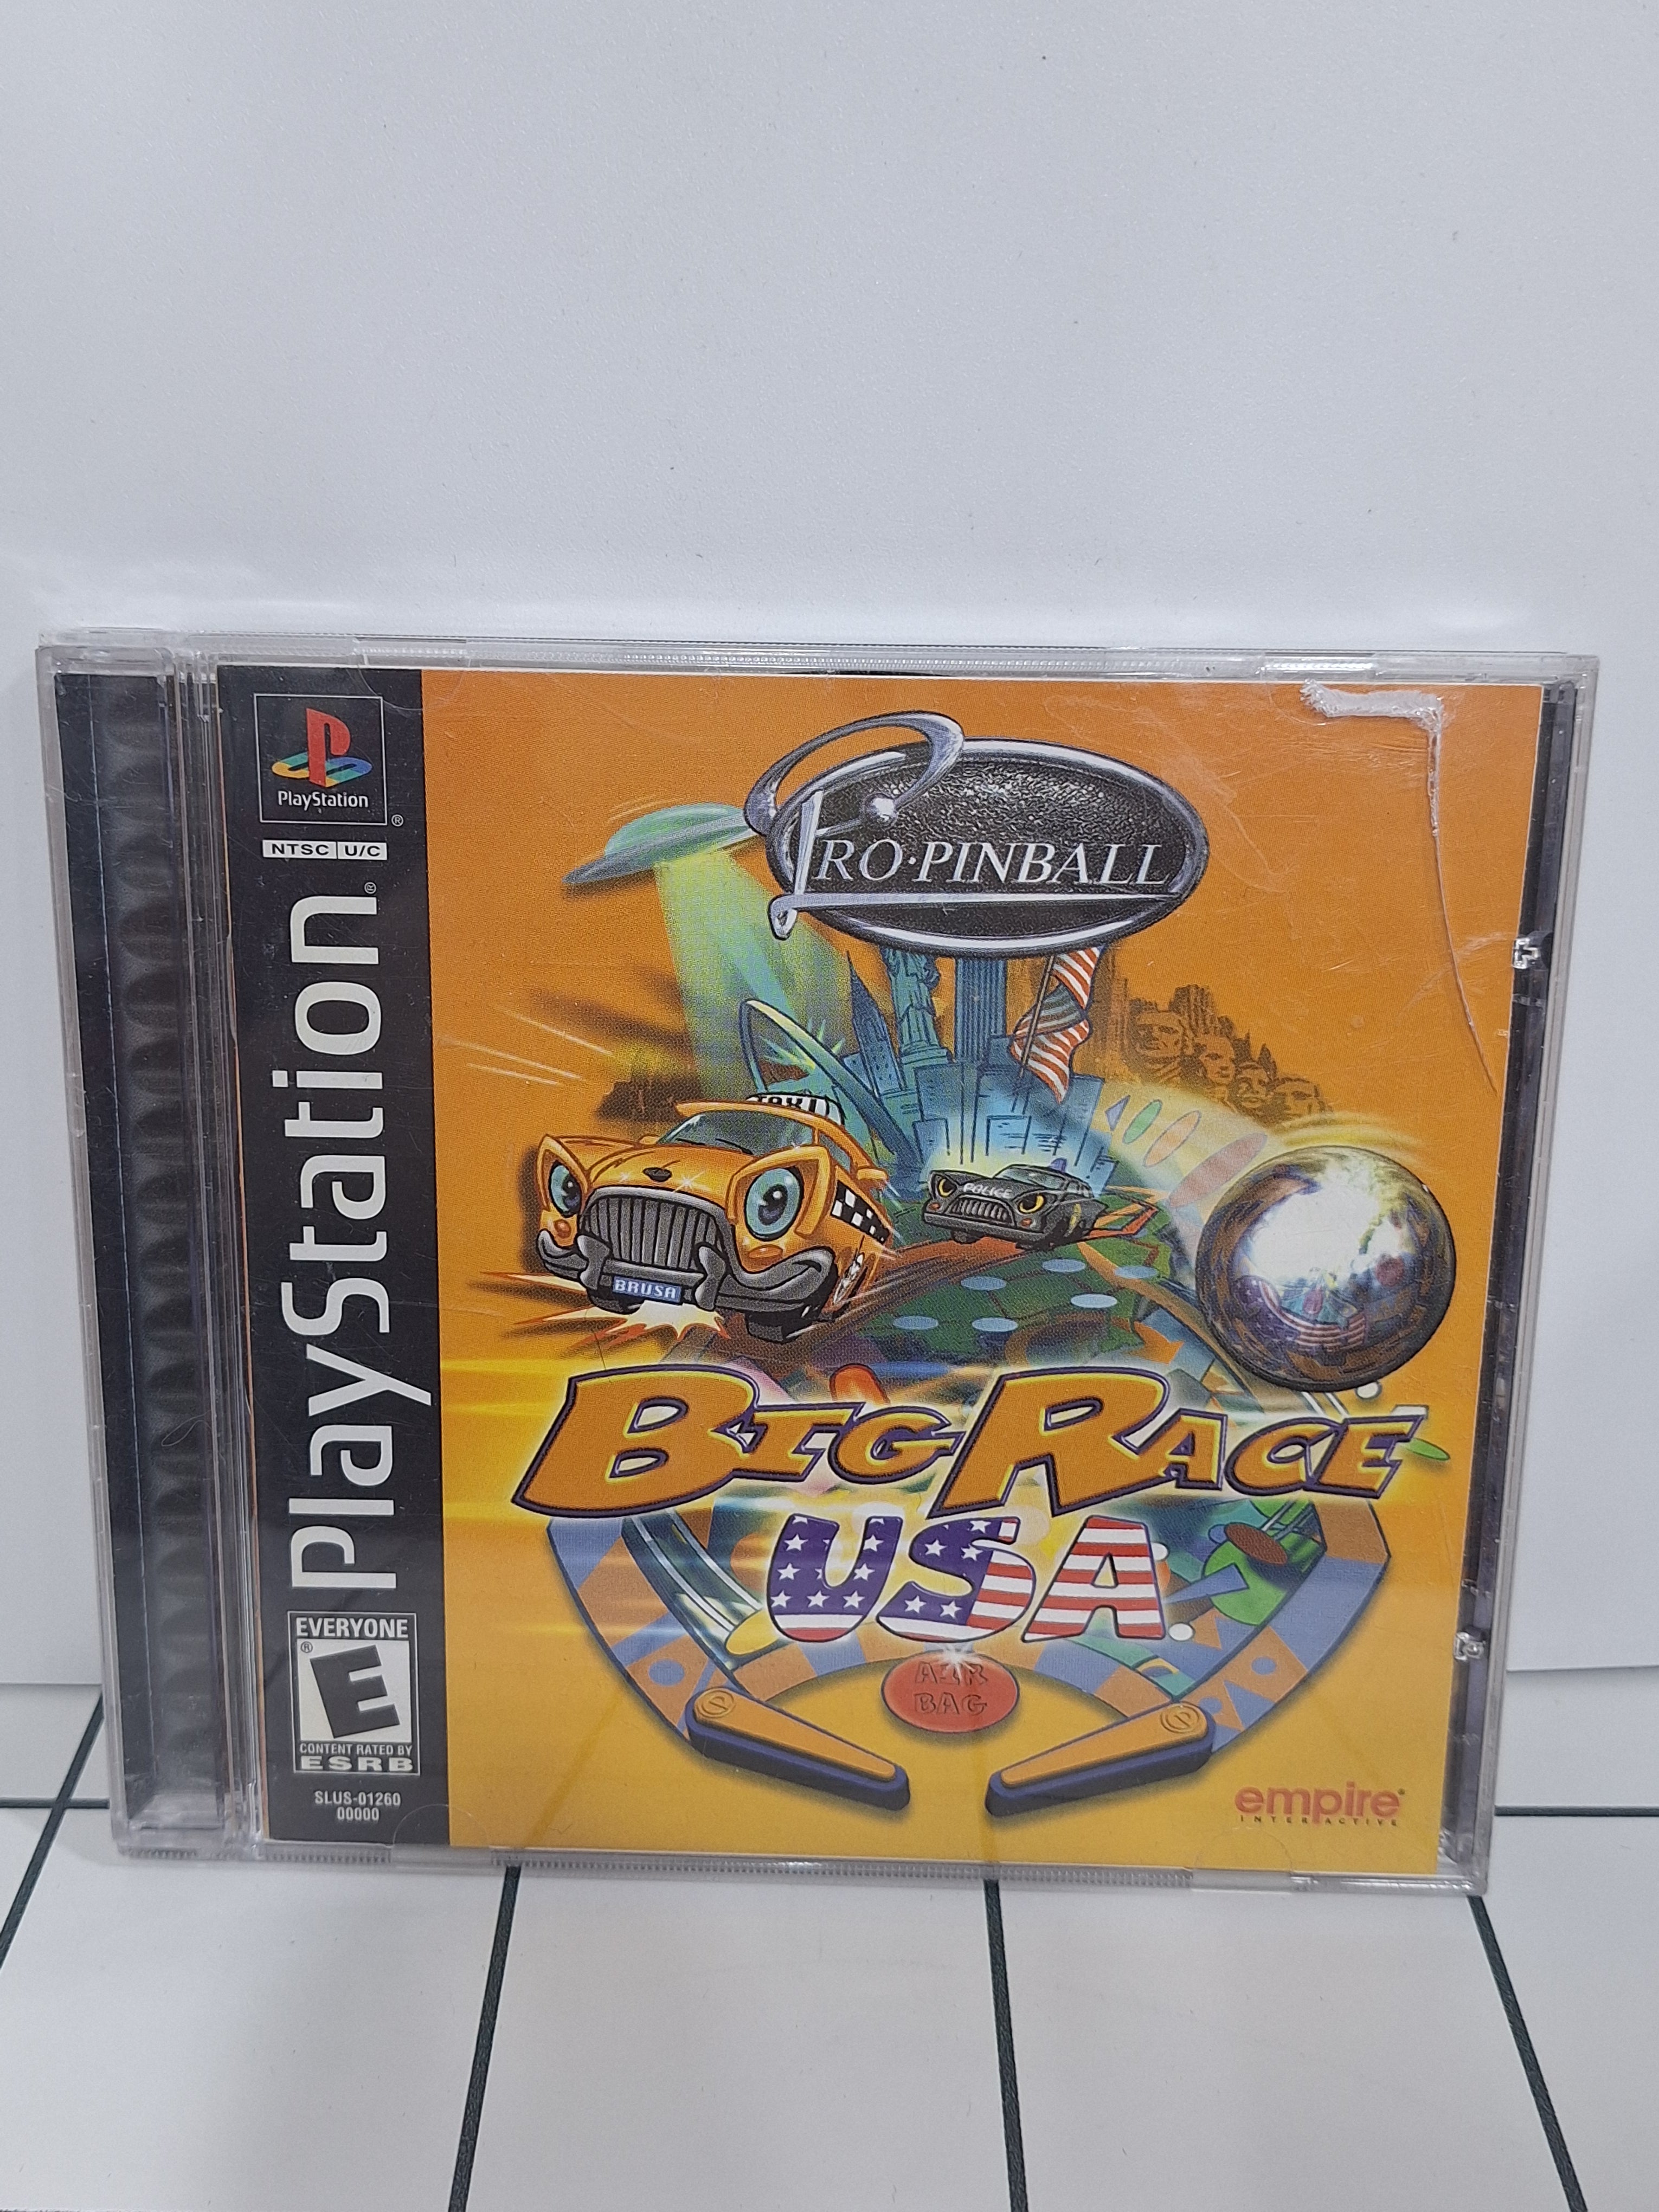 PlayStation
®
NTSC U/C
PlayStation®
EVERYONE
E
®
CONTENT RATED BY
ESRB
SLUS-01260
00000
PRO·PINBALL
TAXI
POLICE
BRUSA
BIG RACE
USA
AIR
BAG
empire
INTERACTIVE